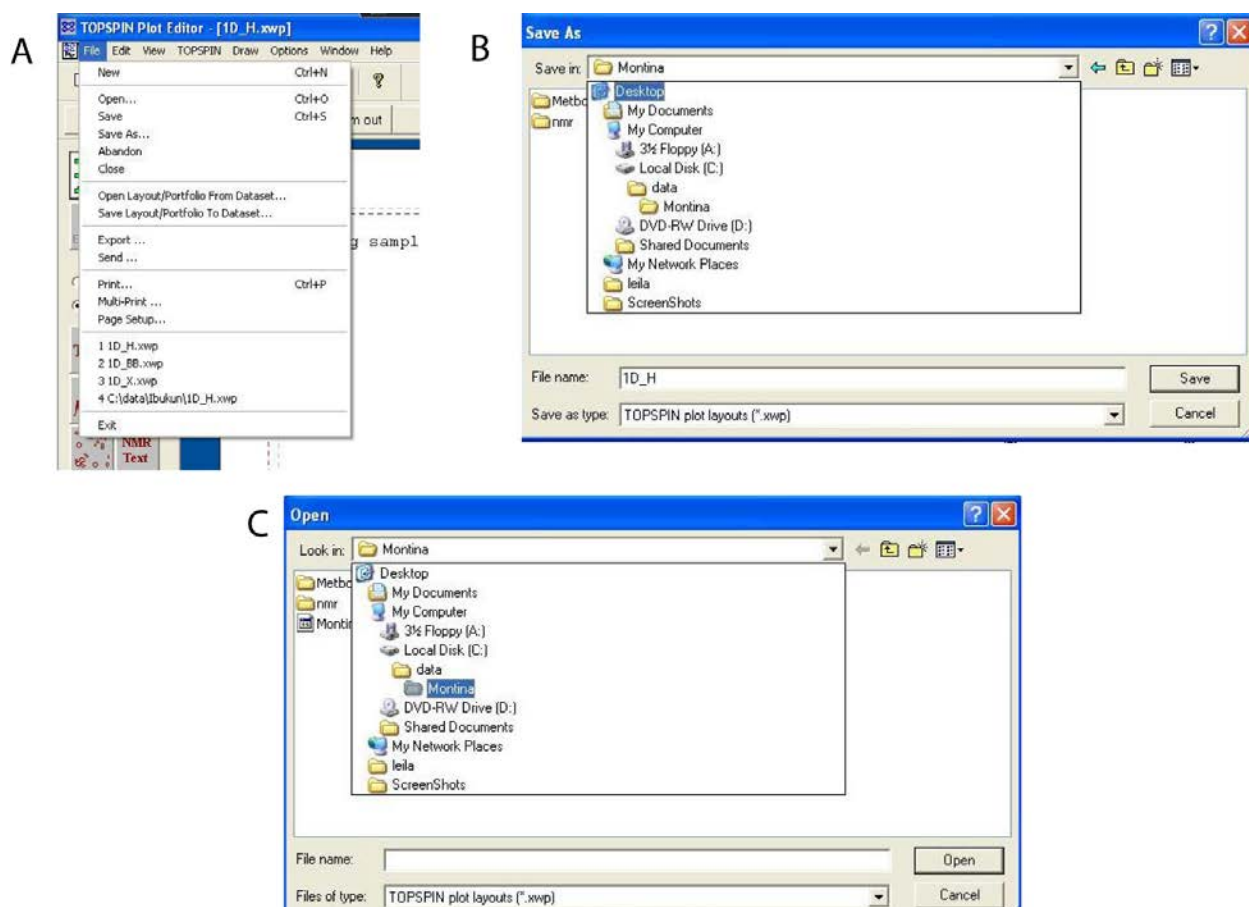 A
TOPSPIN Plot Editor - [1D_H.xwp]
File Edit View TOPSPIN Draw Options Window Help
New Ctrl+N
Open... Ctrl+O
Save Ctrl+S
Save As...
Abandon
Close
Open Layout/Portfolio From Dataset...
Save Layout/Portfolio To Dataset...
Export ...
Send ...
Print... Ctrl+P
Multi-Print ...
Page Setup...
1 1D_H.xwp
2 1D_BB.xwp
3 1D_X.xwp
4 C:\data\Ibukun\1D_H.xwp
Exit
m out
g sampl
NMR
Text
B
Save As
Save in: Montina
Metbo
nmr
Desktop
My Documents
My Computer
3½ Floppy (A:)
Local Disk (C:)
data
Montina
DVD-RW Drive (D:)
Shared Documents
My Network Places
leila
ScreenShots
File name: 1D_H Save
Save as type: TOPSPIN plot layouts (*.xwp) Cancel
C
Open
Look in: Montina
Metbo
nmr
Montin
Desktop
My Documents
My Computer
3½ Floppy (A:)
Local Disk (C:)
data
Montina
DVD-RW Drive (D:)
Shared Documents
My Network Places
leila
ScreenShots
File name: Open
Files of type: TOPSPIN plot layouts (*.xwp) Cancel